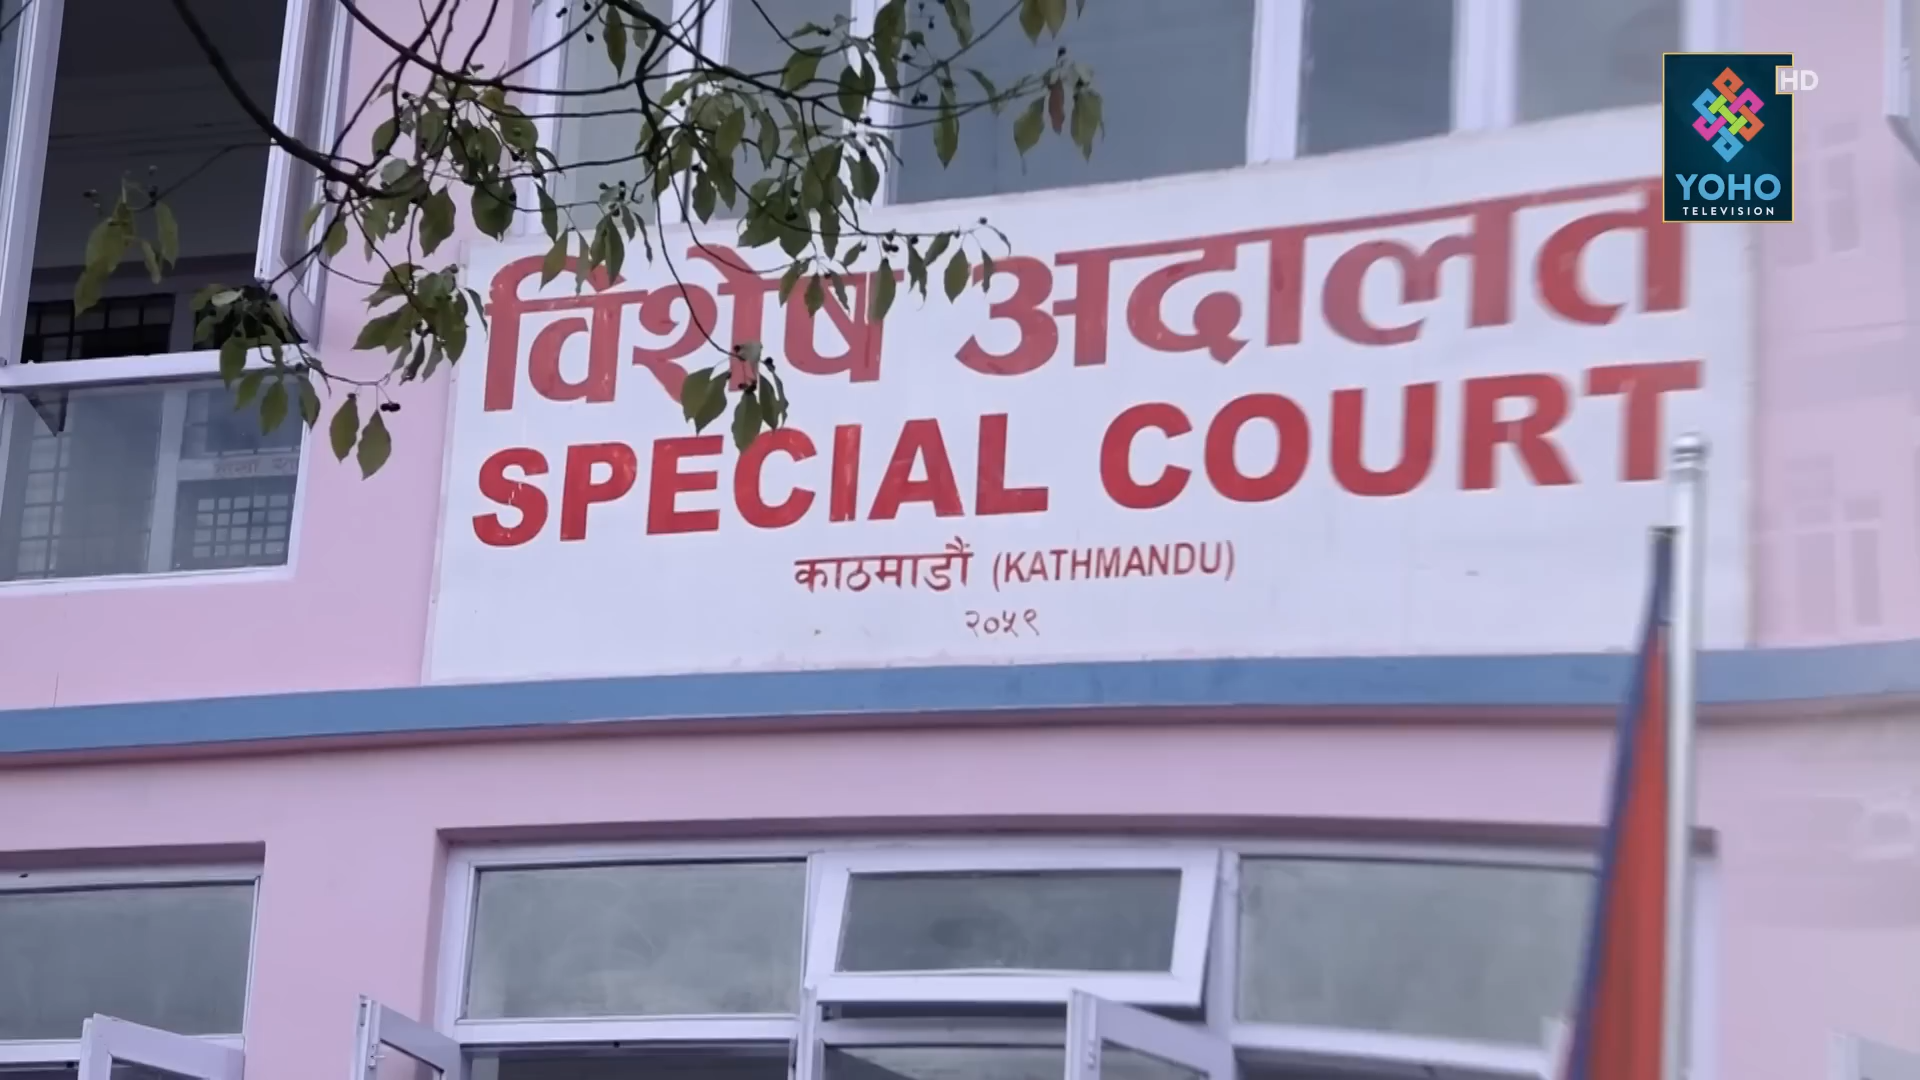 विशेष अदालत
SPECIAL COURT
काठमाडौं (KATHMANDU)
२०५९
HD
YOHO
TELEVISION